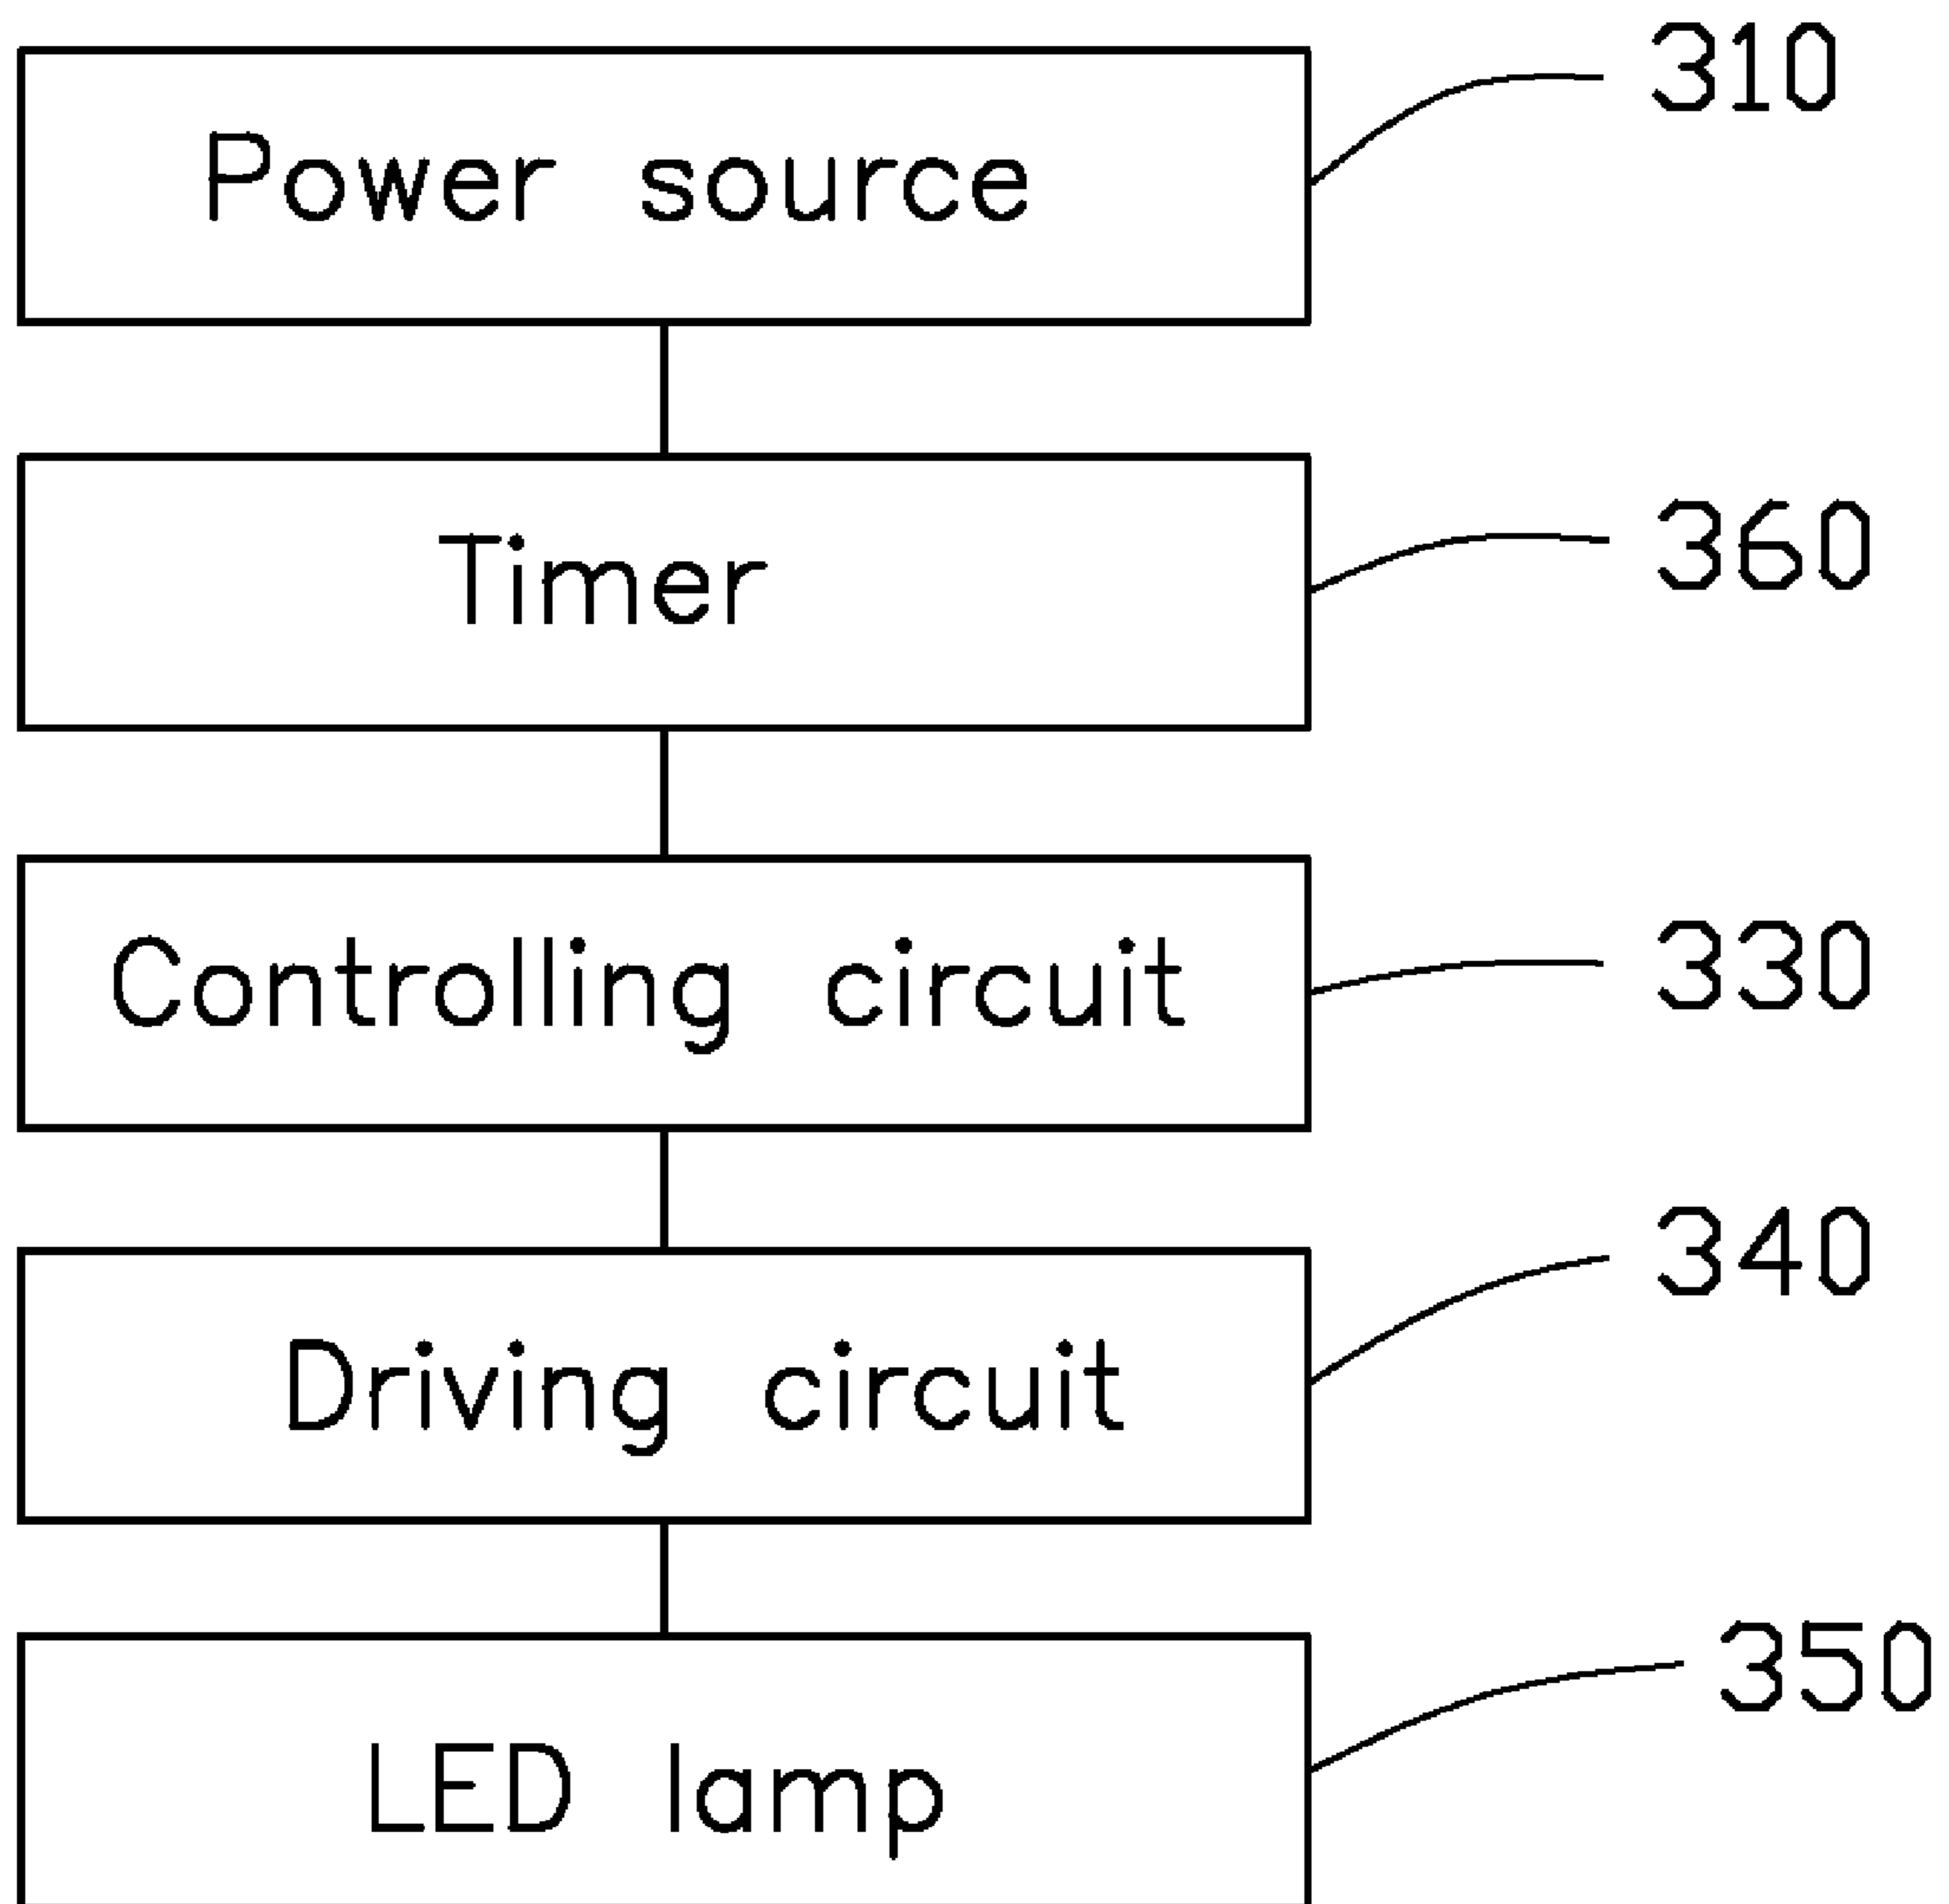 Power source 310
Timer 360
Controlling circuit 330
Driving circuit 340
LED lamp 350